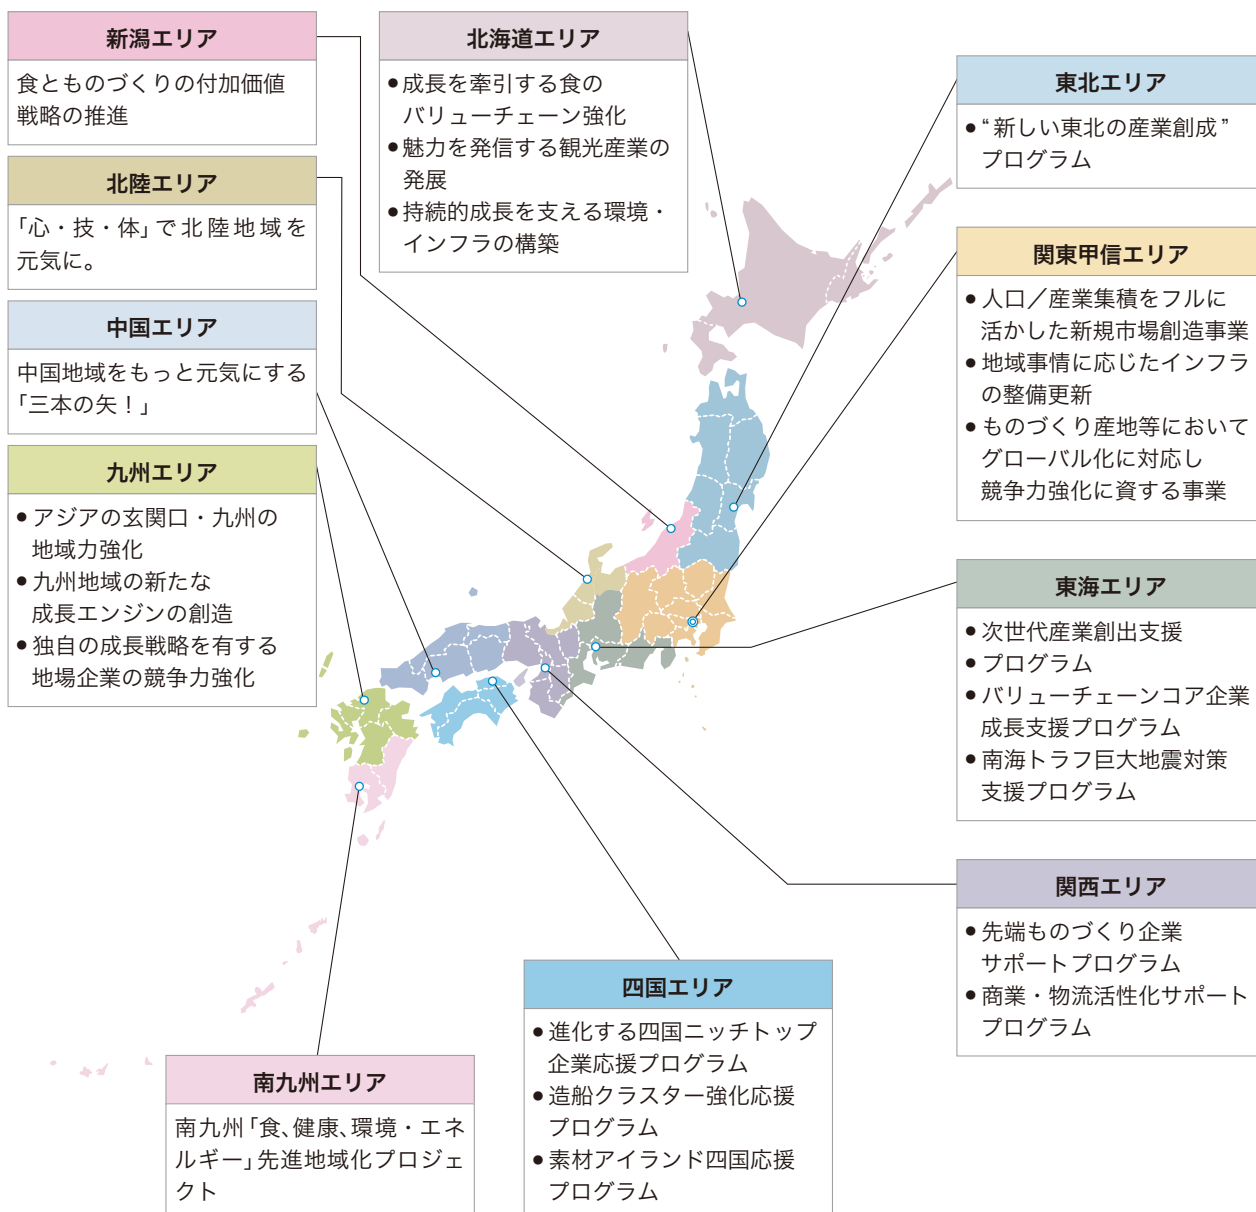 新潟エリア
食とものづくりの付加価値
戦略の推進
北陸エリア
「心・技・体」で北陸地域を
元気に。
中国エリア
中国地域をもっと元気にする
「三本の矢！」
九州エリア
●アジアの玄関口・九州の
地域力強化
●九州地域の新たな
成長エンジンの創造
●独自の成長戦略を有する
地場企業の競争力強化
北海道エリア
●成長を牽引する食の
バリューチェーン強化
●魅力を発信する観光産業の
発展
●持続的成長を支える環境・
インフラの構築
東北エリア
●“新しい東北の産業創成”
プログラム
関東甲信エリア
●人口／産業集積をフルに
活かした新規市場創造事業
●地域事情に応じたインフラ
の整備更新
●ものづくり産地等において
グローバル化に対応し
競争力強化に資する事業
東海エリア
●次世代産業創出支援
●プログラム
●バリューチェーンコア企業
成長支援プログラム
●南海トラフ巨大地震対策
支援プログラム
関西エリア
●先端ものづくり企業
サポートプログラム
●商業・物流活性化サポート
プログラム
四国エリア
●進化する四国ニッチトップ
企業応援プログラム
●造船クラスター強化応援
プログラム
●素材アイランド四国応援
プログラム
南九州エリア
南九州「食、健康、環境・エネ
ルギー」先進地域化プロジェ
クト